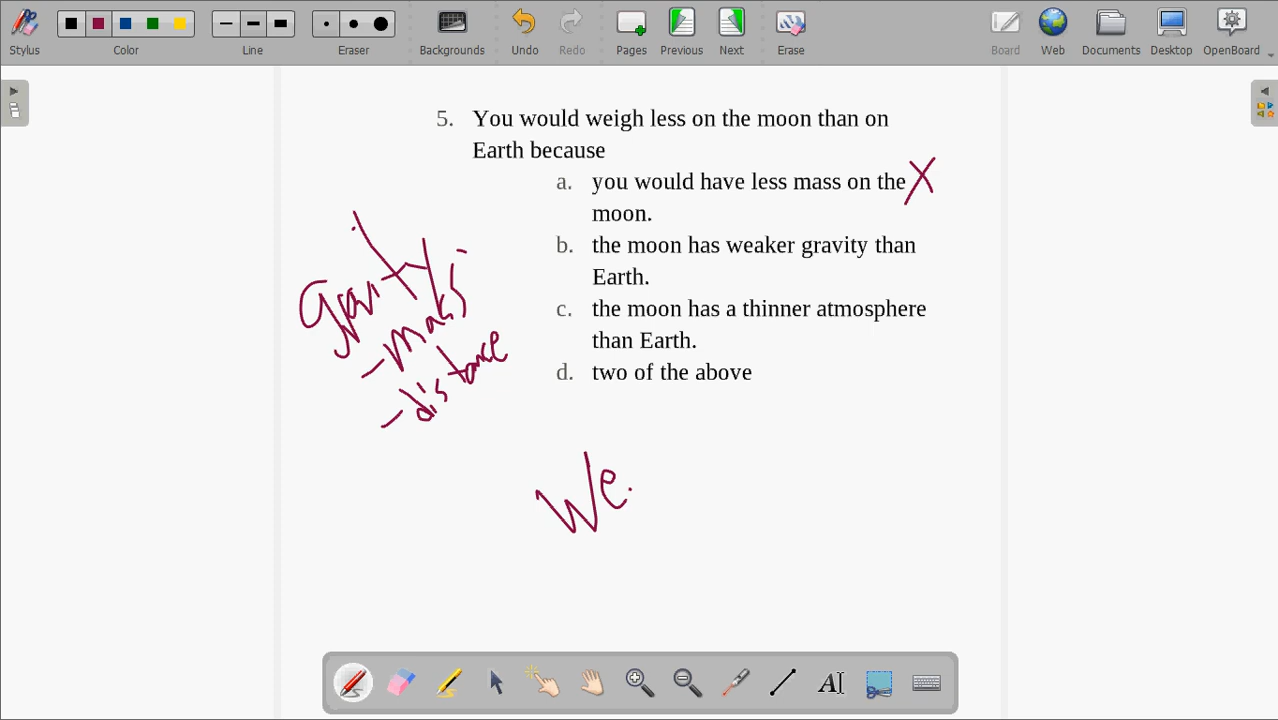 Stylus
Color
Line
Eraser
Backgrounds
Undo
Redo
Pages
Previous
Next
Erase
Board
Web
Documents
Desktop
OpenBoard
5. You would weigh less on the moon than on
Earth because
a. you would have less mass on the X
moon.
b. the moon has weaker gravity than
Earth.
c. the moon has a thinner atmosphere
than Earth.
d. two of the above
Gravity
- Mass
- distance
We